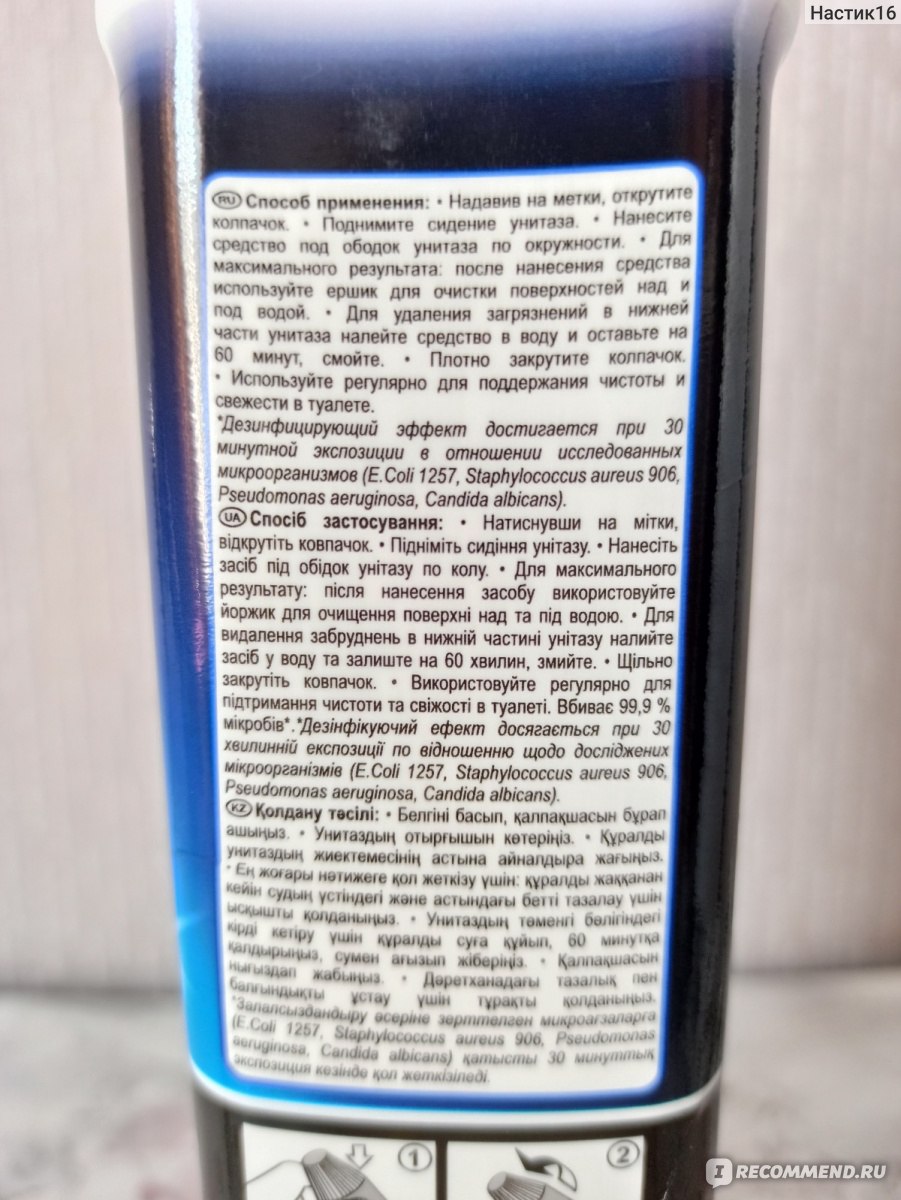 Настик16
RU Способ применения: • Надавив на метки, открутите
колпачок. • Поднимите сидение унитаза. • Нанесите
средство под ободок унитаза по окружности. • Для
максимального результата: после нанесения средства
используйте ершик для очистки поверхностей над и
под водой. • Для удаления загрязнений в нижней
части унитаза налейте средство в воду и оставьте на
60 минут, смойте. • Плотно закрутите колпачок.
• Используйте регулярно для поддержания чистоты и
свежести в туалете.
*Дезинфицирующий эффект достигается при 30
минутной экспозиции в отношении исследованных
микроорганизмов (E.Coli 1257, Staphylococcus aureus 906,
Pseudomonas aeruginosa, Candida albicans).
UA Спосіб застосування: • Натиснувши на мітки,
відкрутіть ковпачок. • Підніміть сидіння унітазу. • Нанесіть
засіб під обідок унітазу по колу. • Для максимального
результату: після нанесення засобу використовуйте
йоржик для очищення поверхні над та під водою. • Для
видалення забруднень в нижній частині унітазу налийте
засіб у воду та залиште на 60 хвилин, змийте. • Щільно
закрутіть ковпачок. • Використовуйте регулярно для
підтримання чистоти та свіжості в туалеті. Вбиває 99,9 %
мікробів*.*Дезінфікуючий ефект досягається при 30
хвилинній експозиції по відношенню щодо досліджених
мікроорганізмів (E.Coli 1257, Staphylococcus aureus 906,
Pseudomonas aeruginosa, Candida albicans).
KZ Қолдану тәсілі: • Белгіні басып, қалпақшасын бұрап
ашыңыз. • Унитаздың отырғышын көтеріңіз. • Құралды
унитаздың жиектемесінің астына айналдыра жағыңыз.
• Ең жоғары нәтижеге қол жеткізу үшін: құралды жаққанан
кейін судың үстіндегі және астындағы бетті тазалау үшін
ысқышты қолданыңыз. • Унитаздың төменгі бөлігіндегі
кірді кетіру үшін құралды суға құйып, 60 минутқа
қалдырыңыз, сумен ағызып жіберіңіз. • Қалпақшасын
нығыздап жабыңыз. • Дәретханадағы тазалық пен
балғындықты ұстау үшін тұрақты қолданыңыз.
*Залалсыздандыру әсеріне зерттелген микроағзаларға
(E.Coli 1257, Staphylococcus aureus 906, Pseudomonas
aeruginosa, Candida albicans) қатысты 30 минуттық
экспозиция кезінде қол жеткізіледі.
1 2
IRECOMMEND.RU